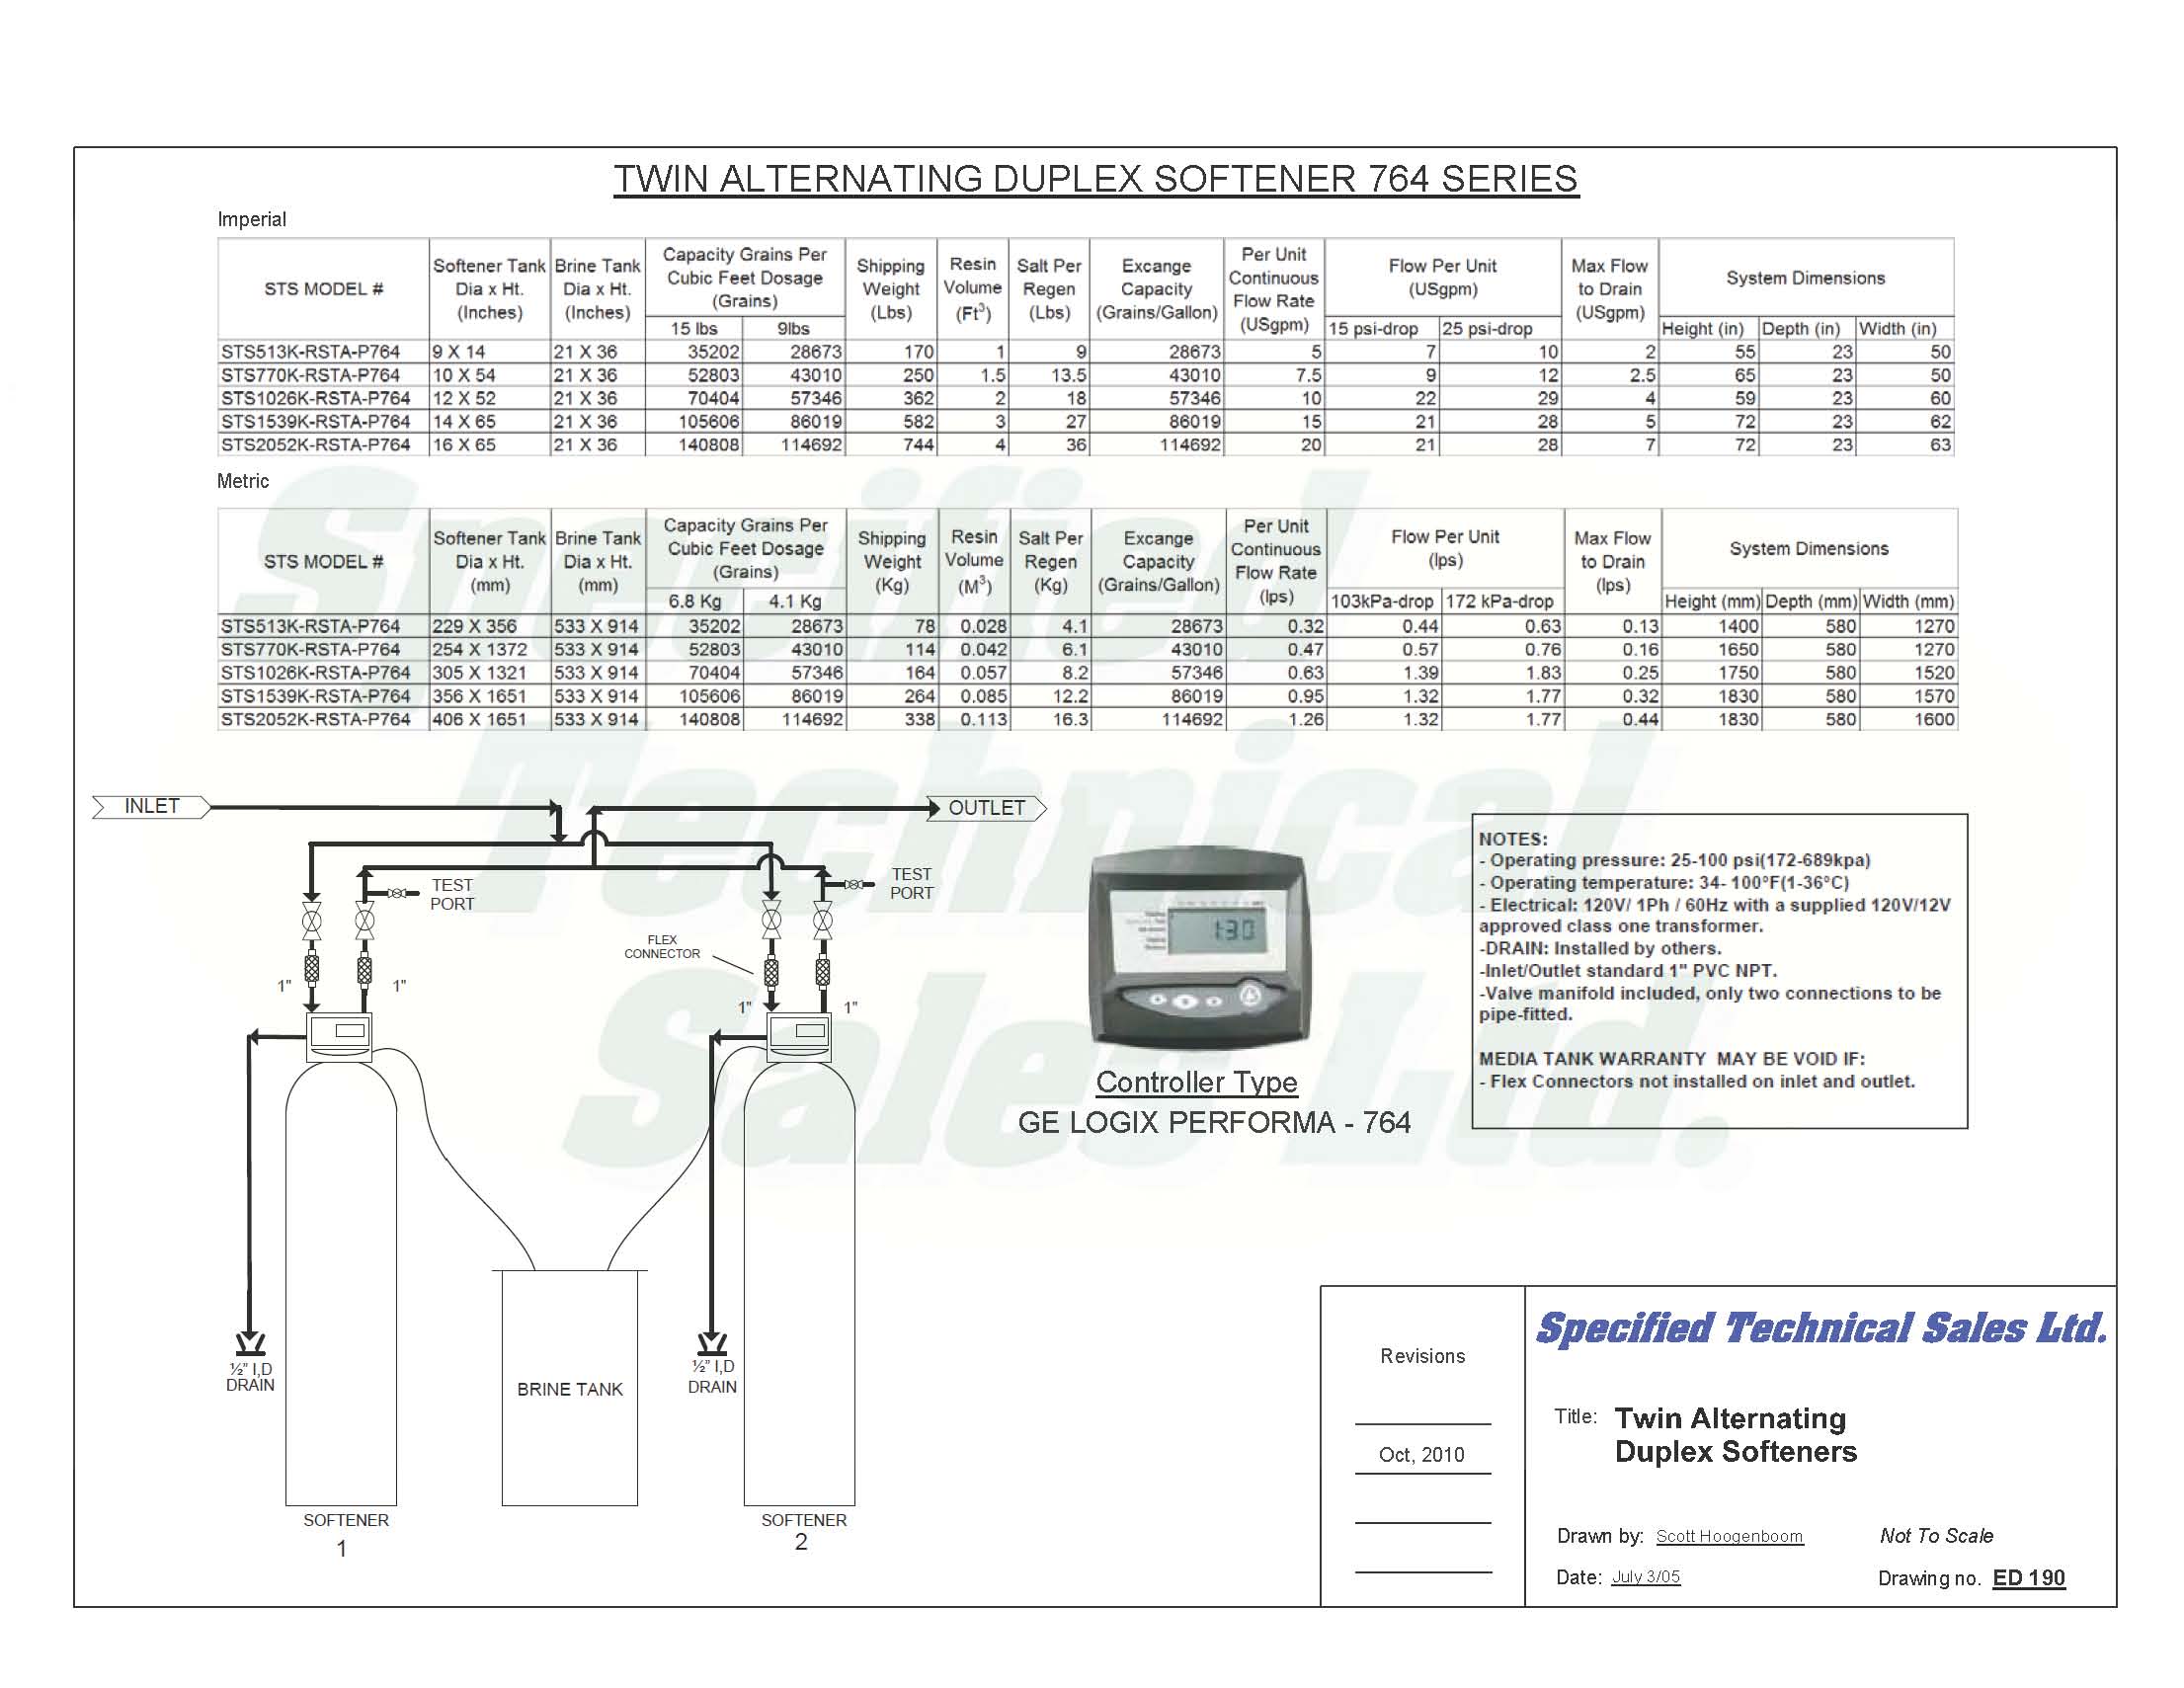 TWIN ALTERNATING DUPLEX SOFTENER 764 SERIES
Imperial
STS MODEL # Softener Tank Dia x Ht. (Inches) Brine Tank Dia x Ht. (Inches) Capacity Grains Per Cubic Feet Dosage (Grains) 15 lbs 9lbs Shipping Weight (Lbs) Resin Volume (Ft³) Salt Per Regen (Lbs) Excange Capacity (Grains/Gallon) Per Unit Continuous Flow Rate (USgpm) Flow Per Unit (USgpm) 15 psi-drop 25 psi-drop Max Flow to Drain (USgpm) System Dimensions Height (in) Depth (in) Width (in)
STS513K-RSTA-P764 9 X 14 21 X 36 35202 28673 170 1 9 28673 5 7 10 2 55 23 50
STS770K-RSTA-P764 10 X 54 21 X 36 52803 43010 250 1.5 13.5 43010 7.5 9 12 2.5 65 23 50
STS1026K-RSTA-P764 12 X 52 21 X 36 70404 57346 362 2 18 57346 10 22 29 4 59 23 60
STS1539K-RSTA-P764 14 X 65 21 X 36 105606 86019 582 3 27 86019 15 21 28 5 72 23 62
STS2052K-RSTA-P764 16 X 65 21 X 36 140808 114692 744 4 36 114692 20 21 28 7 72 23 63
Metric
STS MODEL # Softener Tank Dia x Ht. (mm) Brine Tank Dia x Ht. (mm) Capacity Grains Per Cubic Feet Dosage (Grains) 6.8 Kg 4.1 Kg Shipping Weight (Kg) Resin Volume (M³) Salt Per Regen (Kg) Excange Capacity (Grains/Gallon) Per Unit Continuous Flow Rate (lps) Flow Per Unit (lps) 103kPa-drop 172 kPa-drop Max Flow to Drain (lps) System Dimensions Height (mm) Depth (mm) Width (mm)
STS513K-RSTA-P764 229 X 356 533 X 914 35202 28673 78 0.028 4.1 28673 0.32 0.44 0.63 0.13 1400 580 1270
STS770K-RSTA-P764 254 X 1372 533 X 914 52803 43010 114 0.042 6.1 43010 0.47 0.57 0.76 0.16 1650 580 1270
STS1026K-RSTA-P764 305 X 1321 533 X 914 70404 57346 164 0.057 8.2 57346 0.63 1.39 1.83 0.25 1750 580 1520
STS1539K-RSTA-P764 356 X 1651 533 X 914 105606 86019 264 0.085 12.2 86019 0.95 1.32 1.77 0.32 1830 580 1570
STS2052K-RSTA-P764 406 X 1651 533 X 914 140808 114692 338 0.113 16.3 114692 1.26 1.32 1.77 0.44 1830 580 1600
Specified
Technical
Sales Ltd.
INLET
OUTLET
TEST
PORT
TEST
PORT
FLEX
CONNECTOR
1" 1" 1" 1"
½" I,D
DRAIN
½" I,D
DRAIN
BRINE TANK
SOFTENER
1
SOFTENER
2
1:30
Controller Type
GE LOGIX PERFORMA - 764
NOTES:
- Operating pressure: 25-100 psi(172-689kpa)
- Operating temperature: 34- 100°F(1-36°C)
- Electrical: 120V/ 1Ph / 60Hz with a supplied 120V/12V
approved class one transformer.
-DRAIN: Installed by others.
-Inlet/Outlet standard 1" PVC NPT.
-Valve manifold included, only two connections to be
pipe-fitted.
MEDIA TANK WARRANTY MAY BE VOID IF:
- Flex Connectors not installed on inlet and outlet.
Revisions
Oct, 2010
Specified Technical Sales Ltd.
Title: Twin Alternating
Duplex Softeners
Drawn by: Scott Hoogenboom Not To Scale
Date: July 3/05 Drawing no. ED 190